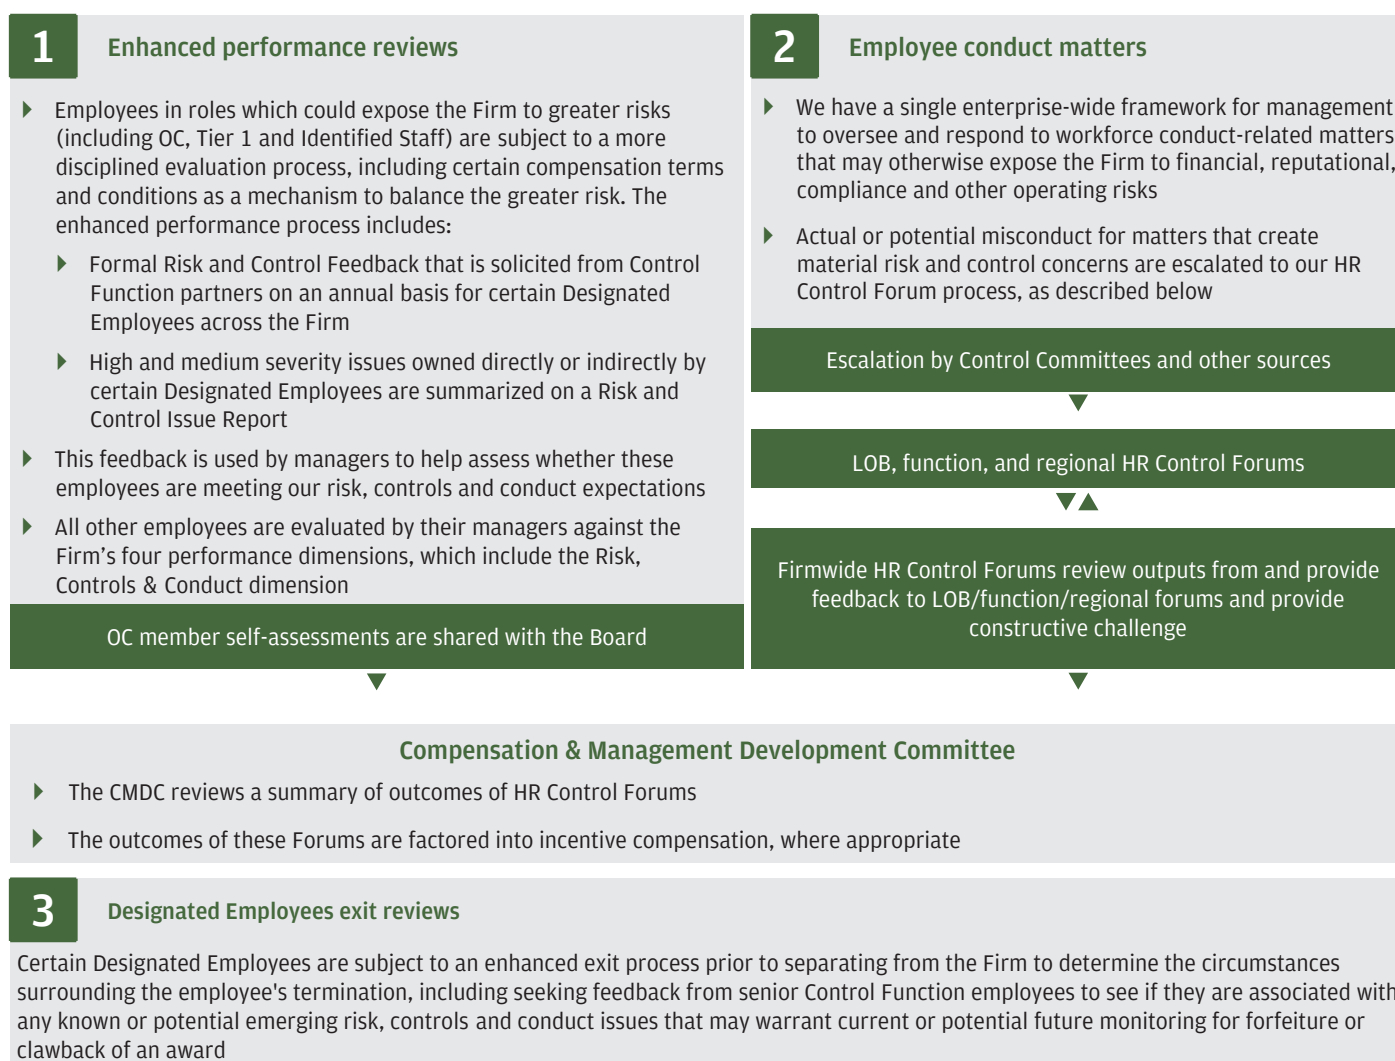 1
Enhanced performance reviews
Employees in roles which could expose the Firm to greater risks
(including OC, Tier 1 and Identified Staff) are subject to a more
disciplined evaluation process, including certain compensation terms
and conditions as a mechanism to balance the greater risk. The
enhanced performance process includes:
Formal Risk and Control Feedback that is solicited from Control
Function partners on an annual basis for certain Designated
Employees across the Firm
High and medium severity issues owned directly or indirectly by
certain Designated Employees are summarized on a Risk and
Control Issue Report
This feedback is used by managers to help assess whether these
employees are meeting our risk, controls and conduct expectations
All other employees are evaluated by their managers against the
Firm’s four performance dimensions, which include the Risk,
Controls & Conduct dimension
OC member self-assessments are shared with the Board
2
Employee conduct matters
We have a single enterprise-wide framework for management
to oversee and respond to workforce conduct-related matters
that may otherwise expose the Firm to financial, reputational,
compliance and other operating risks
Actual or potential misconduct for matters that create
material risk and control concerns are escalated to our HR
Control Forum process, as described below
Escalation by Control Committees and other sources
LOB, function, and regional HR Control Forums
Firmwide HR Control Forums review outputs from and provide
feedback to LOB/function/regional forums and provide
constructive challenge
Compensation & Management Development Committee
The CMDC reviews a summary of outcomes of HR Control Forums
The outcomes of these Forums are factored into incentive compensation, where appropriate
3
Designated Employees exit reviews
Certain Designated Employees are subject to an enhanced exit process prior to separating from the Firm to determine the circumstances
surrounding the employee's termination, including seeking feedback from senior Control Function employees to see if they are associated with
any known or potential emerging risk, controls and conduct issues that may warrant current or potential future monitoring for forfeiture or
clawback of an award